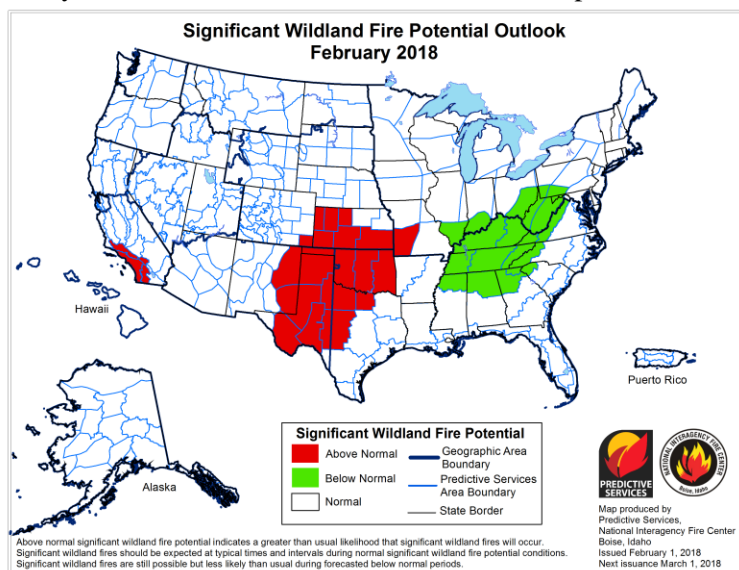 Significant Wildland Fire Potential Outlook
February 2018
Hawaii
Alaska
Puerto Rico
Significant Wildland Fire Potential
Above Normal
Below Normal
Normal
Geographic Area
Boundary
Predictive Services
Area Boundary
State Border
PREDICTIVE
SERVICES
NATIONAL INTERAGENCY FIRE CENTER
Boise, Idaho
Map produced by
Predictive Services,
National Interagency Fire Center
Boise, Idaho
Issued February 1, 2018
Next issuance March 1, 2018
Above normal significant wildland fire potential indicates a greater than usual likelihood that significant wildland fires will occur.
Significant wildland fires should be expected at typical times and intervals during normal significant wildland fire potential conditions.
Significant wildland fires are still possible but less likely than usual during forecasted below normal periods.